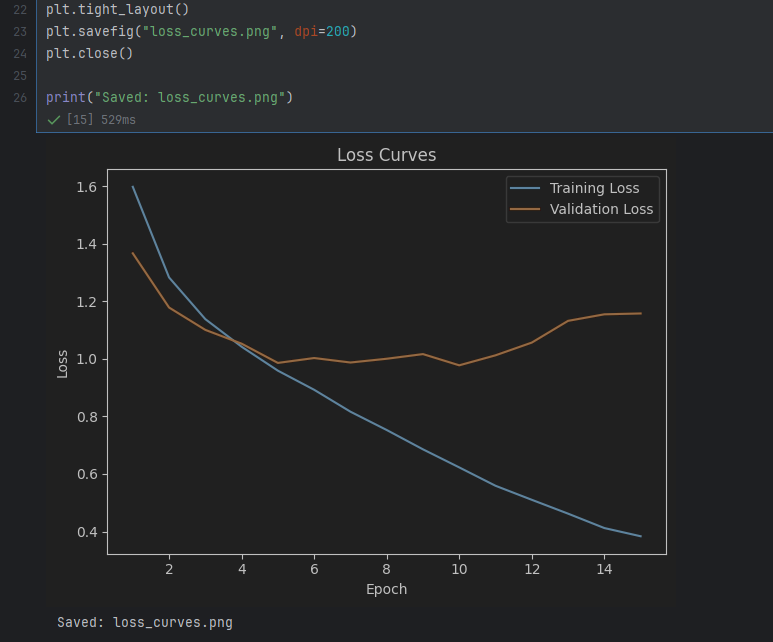 22 plt.tight_layout()
23 plt.savefig("loss_curves.png", dpi=200)
24 plt.close()
25
26 print("Saved: loss_curves.png")
[15] 529ms
Loss Curves
Training Loss
Validation Loss
1.6
1.4
1.2
1.0
0.8
0.6
0.4
Loss
2 4 6 8 10 12 14
Epoch
Saved: loss_curves.png